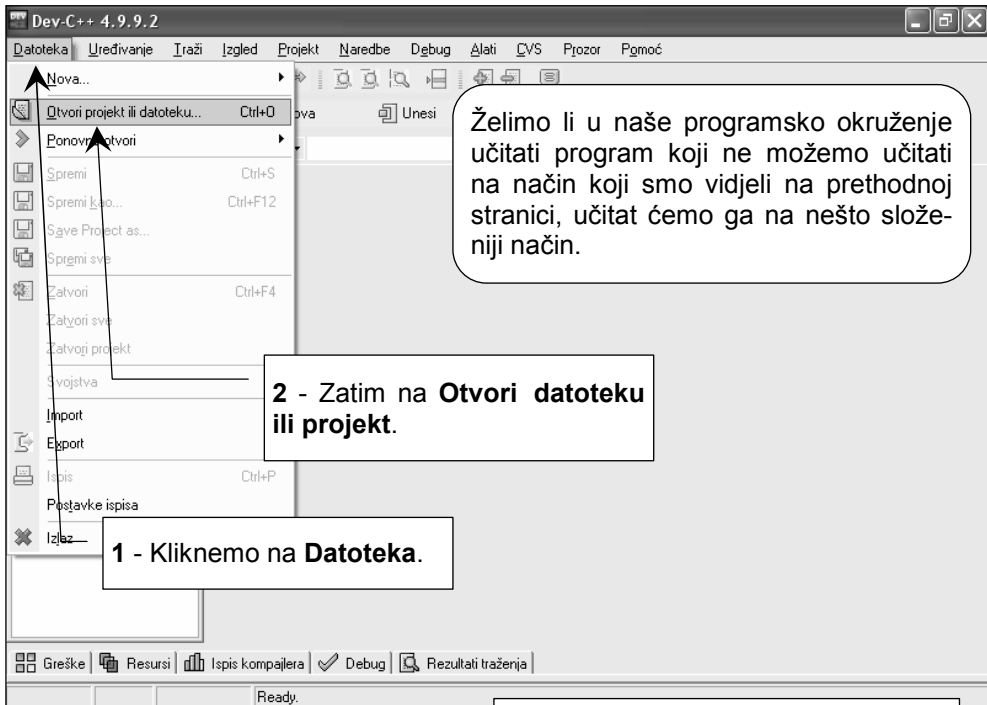 Dev-C++ 4.9.9.2
Datoteka Uređivanje Traži Izgled Projekt Naredbe Debug Alati CVS Prozor Pomoć
Nova...
Otvori projekt ili datoteku... Ctrl+O
Unesi
Ponovno otvori
Spremi Ctrl+S
Spremi kao... Ctrl+F12
Save Project as...
Spremi sve
Zatvori Ctrl+F4
Zatvori sve
Zatvori projekt
Svojstva
Import
Export
Ispis Ctrl+P
Postavke ispisa
Izlaz
Želimo li u naše programsko okruženje
učitati program koji ne možemo učitati
na način koji smo vidjeli na prethodnoj
stranici, učitat ćemo ga na nešto slože-
niji način.
2 - Zatim na Otvori datoteku
ili projekt.
1 - Kliknemo na Datoteka.
Greške Resursi Ispis kompajlera Debug Rezultati traženja
Ready.